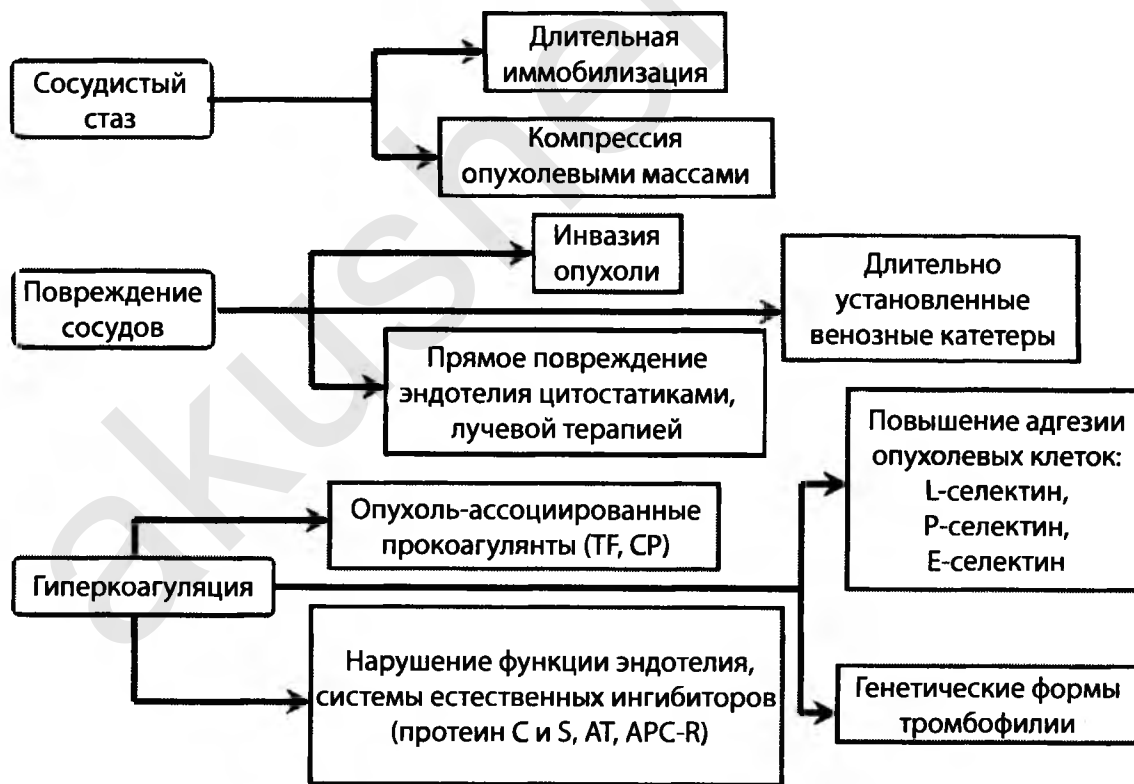 Длительная
иммобилизация
Сосудистый
стаз
Компрессия
опухолевыми массами
Инвазия
опухоли
Длительно
установленные
венозные катетеры
Повреждение
сосудов
Прямое повреждение
эндотелия цитостатиками,
лучевой терапией
Повышение адгезии
опухолевых клеток:
L-селектин,
P-селектин,
E-селектин
Опухоль-ассоциированные
прокоагулянты (TF, CP)
Гиперкоагуляция
Нарушение функции эндотелия,
системы естественных ингибиторов
(протеин C и S, AT, APC-R)
Генетические формы
тромбофилии
akusher